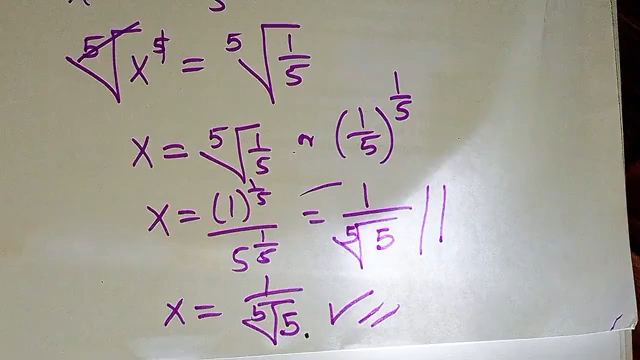 ⁵√x⁵ = ⁵√(1/5)
x = ⁵√(1/5) = (1/5)^(1/5)
x = (1)^(1/5) / 5^(1/5) = 1/⁵√5 //
x = 1/⁵√5. ✓//